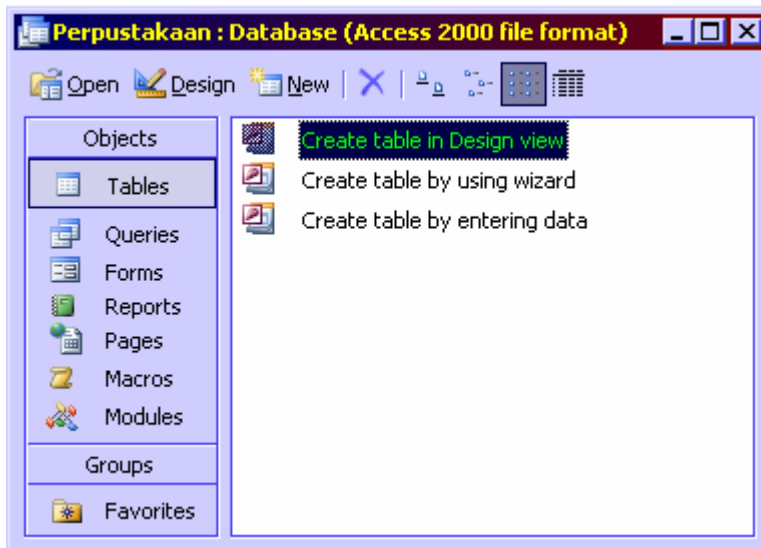 Perpustakaan : Database (Access 2000 file format)
Open Design New
Objects
Tables
Queries
Forms
Reports
Pages
Macros
Modules
Groups
Favorites
Create table in Design view
Create table by using wizard
Create table by entering data